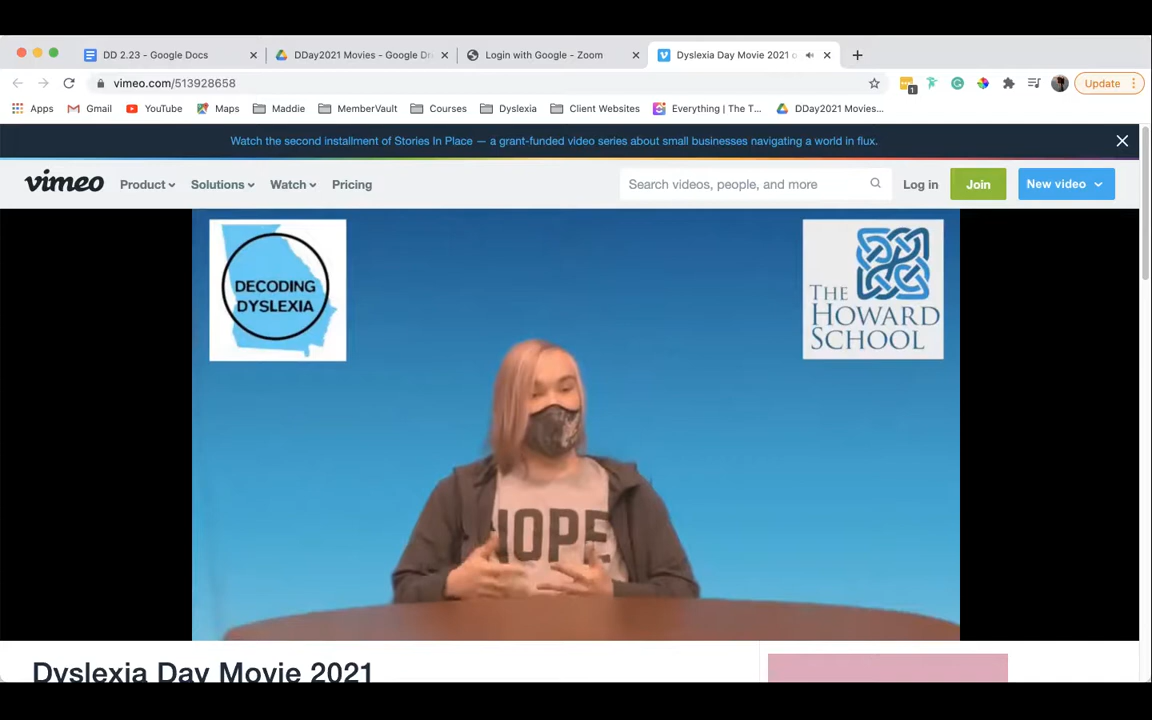 DD 2.23 - Google Docs
DDay2021 Movies - Google Dr
Login with Google - Zoom
Dyslexia Day Movie 2021 o
vimeo.com/513928658
1
Update
Apps
Gmail
YouTube
Maps
Maddie
MemberVault
Courses
Dyslexia
Client Websites
Everything | The T...
DDay2021 Movies...
Watch the second installment of Stories In Place — a grant-funded video series about small businesses navigating a world in flux.
vimeo
Product
Solutions
Watch
Pricing
Search videos, people, and more
Log in
Join
New video
DECODING
DYSLEXIA
THE
HOWARD
SCHOOL
HOPE
Dyslexia Day Movie 2021